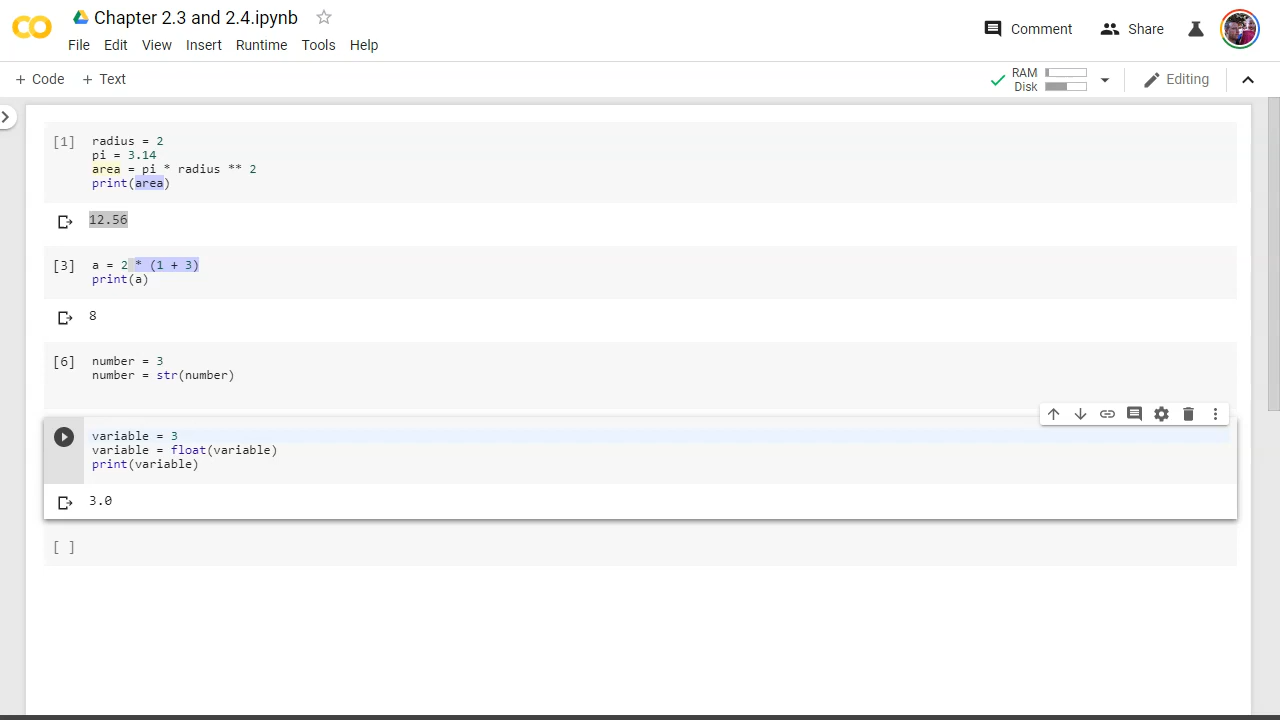 Chapter 2.3 and 2.4.ipynb
File Edit View Insert Runtime Tools Help
Comment Share
+ Code + Text
RAM
Disk
Editing
[1] radius = 2
pi = 3.14
area = pi * radius ** 2
print(area)
12.56
[3] a = 2 * (1 + 3)
print(a)
8
[6] number = 3
number = str(number)
variable = 3
variable = float(variable)
print(variable)
3.0
[ ]